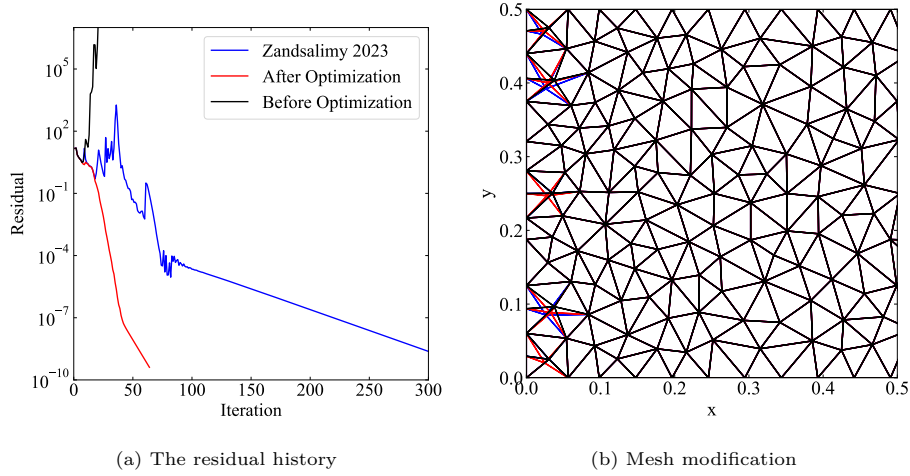 10^5
10^2
10^-1
10^-4
10^-7
10^-10
Residual
0 50 100 150 200 250 300
Iteration
Zandsalimy 2023
After Optimization
Before Optimization
(a) The residual history
0.5
0.4
0.3
0.2
0.1
0.0
y
0.0 0.1 0.2 0.3 0.4 0.5
x
(b) Mesh modification